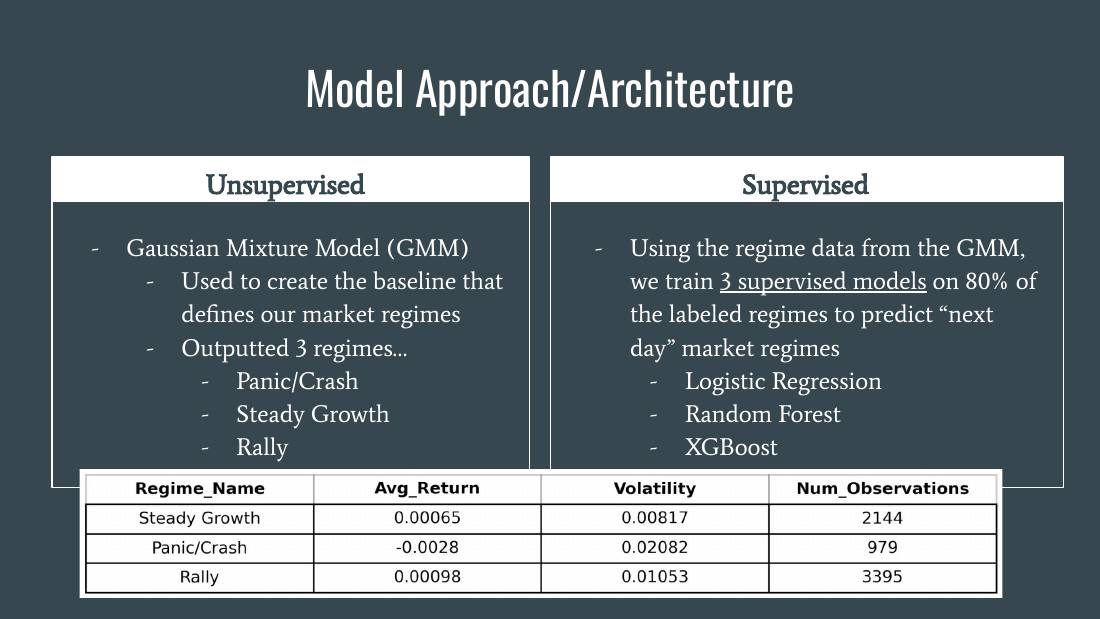 Model Approach/Architecture
Unsupervised
- Gaussian Mixture Model (GMM)
- Used to create the baseline that
defines our market regimes
- Outputted 3 regimes...
- Panic/Crash
- Steady Growth
- Rally
Supervised
- Using the regime data from the GMM,
we train 3 supervised models on 80% of
the labeled regimes to predict “next
day” market regimes
- Logistic Regression
- Random Forest
- XGBoost
Regime_Name Avg_Return Volatility Num_Observations
Steady Growth 0.00065 0.00817 2144
Panic/Crash -0.0028 0.02082 979
Rally 0.00098 0.01053 3395